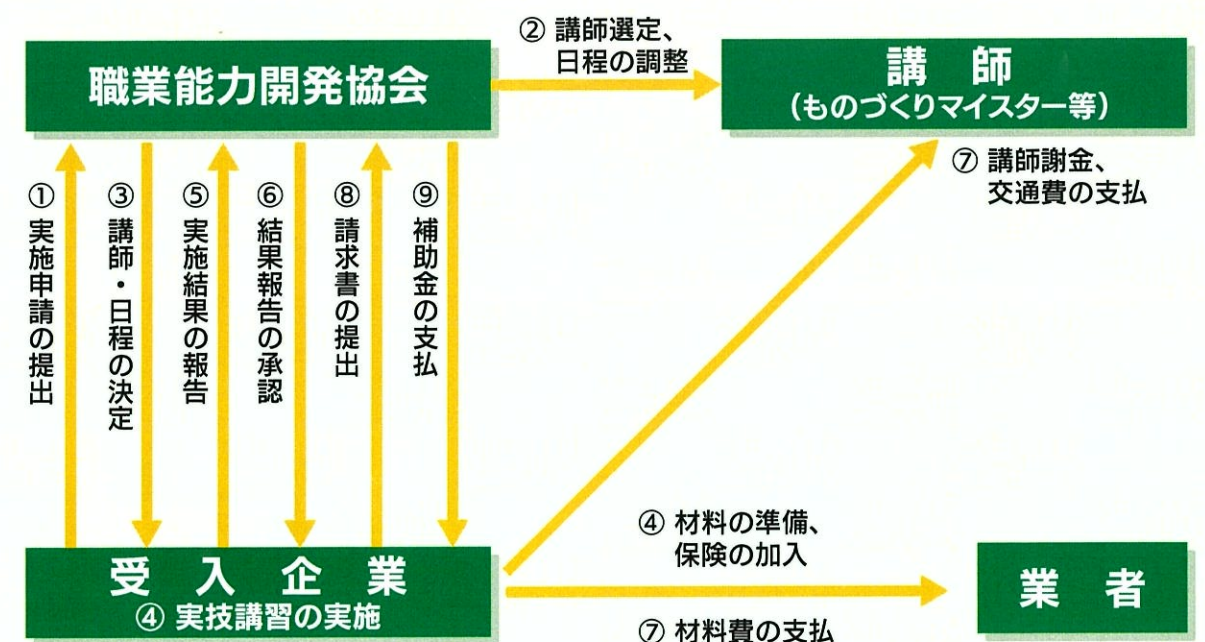 ② 講師選定、
日程の調整
職業能力開発協会
講 師
(ものづくりマイスター等)
⑦ 講師謝金、
交通費の支払
① 実施申請の提出
③ 講師・日程の決定
⑤ 実施結果の報告
⑥ 結果報告の承認
⑧ 請求書の提出
⑨ 補助金の支払
④ 材料の準備、
保険の加入
受 入 企 業
④ 実技講習の実施
業 者
⑦ 材料費の支払